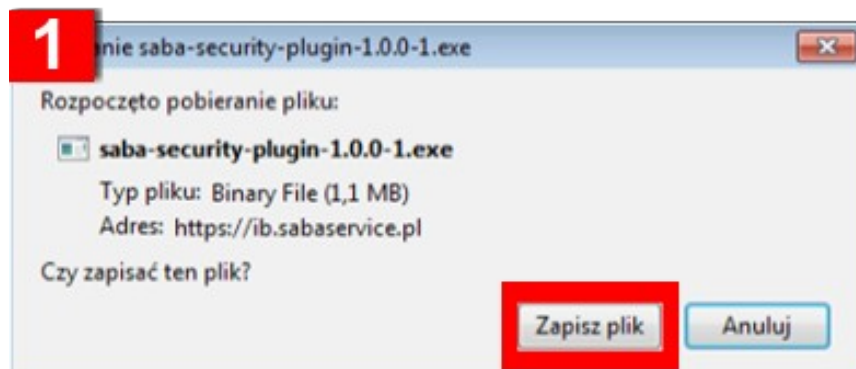 1
nie saba-security-plugin-1.0.0-1.exe
Rozpoczęto pobieranie pliku:
saba-security-plugin-1.0.0-1.exe
Typ pliku: Binary File (1,1 MB)
Adres: https://ib.sabaservice.pl
Czy zapisać ten plik?
Zapisz plik Anuluj